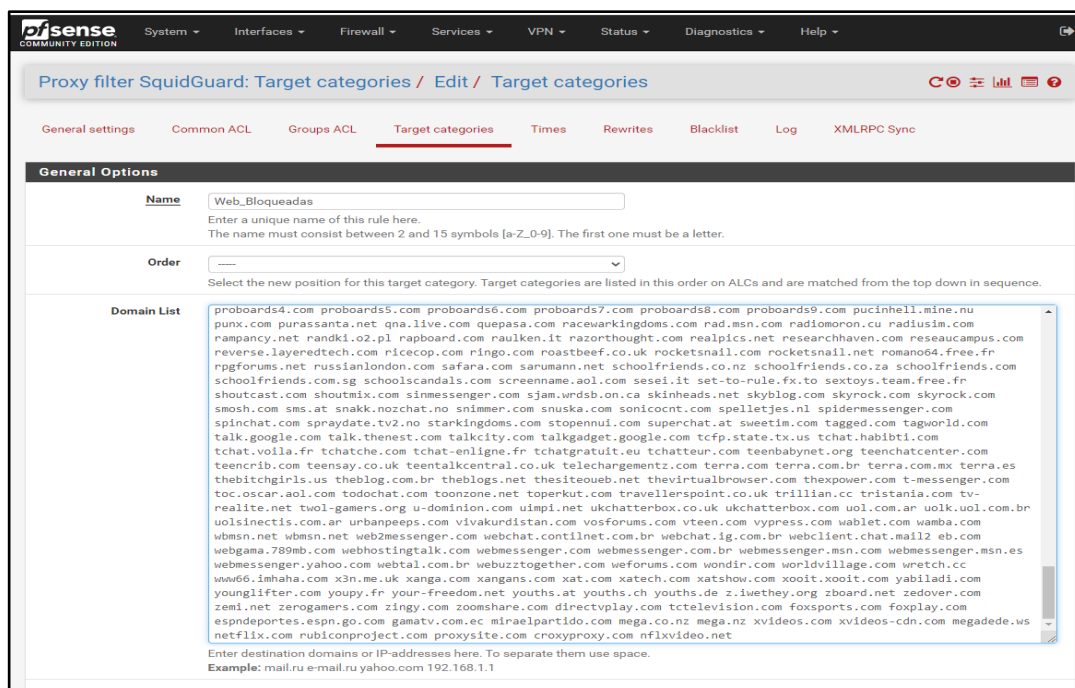 pfsense System Interfaces Firewall Services VPN Status Diagnostics Help
COMMUNITY EDITION
Proxy filter SquidGuard: Target categories / Edit / Target categories
General settings Common ACL Groups ACL Target categories Times Rewrites Blacklist Log XMLRPC Sync
General Options
Name Web_Bloqueadas
Enter a unique name of this rule here.
The name must consist between 2 and 15 symbols [a-Z_0-9]. The first one must be a letter.
Order -----
Select the new position for this target category. Target categories are listed in this order on ALCs and are matched from the top down in sequence.
Domain List
proboards4.com proboards5.com proboards6.com proboards7.com proboards8.com proboards9.com pucinhell.mine.nu
punx.com purassanta.net qna.live.com quepasa.com racewarkingdoms.com rad.msn.com radiomoron.cu radiusim.com
rampancy.net randki.o2.pl rapboard.com raulken.it razorthought.com realpics.net researchhaven.com reseaucampus.com
reverse.layeredtech.com ricecop.com ringo.com roastbeef.co.uk rocketsnail.com rocketsnail.net romano64.free.fr
rpgforums.net russianlondon.com safara.com sarumann.net schoolfriends.co.nz schoolfriends.co.za schoolfriends.com
schoolfriends.com.sg schoolscandals.com screenname.aol.com sesei.it set-to-rule.fx.to sextoys.team.free.fr
shoutcast.com shoutmix.com sinmessenger.com sjam.wrdsb.on.ca skinheads.net skyblog.com skyrock.com skyrock.com
smosh.com sms.at snakk.nozchat.no snimmer.com snuska.com sonicocnt.com spelletjes.nl spidermessenger.com
spinchat.com spraydate.tv2.no starkingdoms.com stopennui.com superchat.at sweetim.com tagged.com tagworld.com
talk.google.com talk.thenest.com talkcity.com talkgadget.google.com tcfp.state.tx.us tchat.habibti.com
tchat.voila.fr tchatche.com tchat-enligne.fr tchatgratuit.eu tchatteur.com teenbabynet.org teenchatcenter.com
teencrib.com teensay.co.uk teentalkcentral.co.uk telechargementz.com terra.com terra.com.br terra.com.mx terra.es
thebitchgirls.us theblog.com.br theblogs.net thesiteoueb.net thevirtualbrowser.com thexpower.com t-messenger.com
toc.oscar.aol.com todochat.com toonzone.net toperkut.com travellerspoint.co.uk trillian.cc tristania.com tv-
realite.net twol-gamers.org u-dominion.com uimpi.net ukchatterbox.co.uk ukchatterbox.com uol.com.ar uolk.uol.com.br
uolsinectis.com.ar urbanpeeps.com vivakurdistan.com vosforums.com vteen.com vypress.com wablet.com wamba.com
wbmsn.net wbmsn.net web2messenger.com webchat.contilnet.com.br webchat.ig.com.br webclient.chat.mail2 eb.com
webgama.789mb.com webhostingtalk.com webmessenger.com webmessenger.com.br webmessenger.msn.com webmessenger.msn.es
webmessenger.yahoo.com webtal.com.br webuzztogether.com weforums.com wondir.com worldvillage.com wretch.cc
www66.imhaha.com x3n.me.uk xanga.com xangans.com xat.com xatech.com xatshow.com xooit.xooit.com yabiladi.com
younglifter.com youpy.fr your-freedom.net youths.at youths.ch youths.de z.iwethey.org zboard.net zedover.com
zemi.net zerogamers.com zingy.com zoomshare.com directvplay.com tctelevision.com foxsports.com foxplay.com
espndeportes.espn.go.com gamatv.com.ec miraelpartido.com mega.co.nz mega.nz xvideos.com xvideos-cdn.com megadede.ws
netflix.com rubiconproject.com proxysite.com croxyproxy.com nflxvideo.net
Enter destination domains or IP-addresses here. To separate them use space.
Example: mail.ru e-mail.ru yahoo.com 192.168.1.1